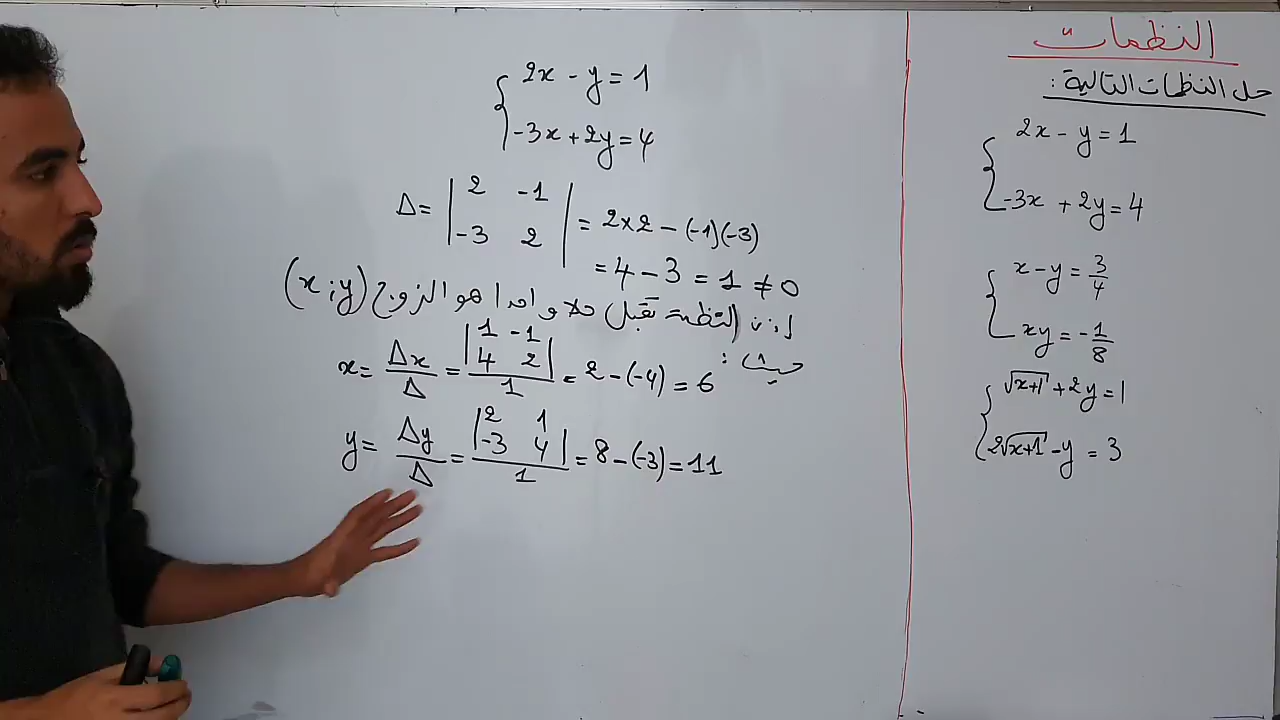 النظمات
حل النظمات التالية :
{ 2x - y = 1
-3x + 2y = 4
{ x - y = 3/4
xy = -1/8
{ √x+1 + 2y = 1
2√x+1 - y = 3
{ 2x - y = 1
-3x + 2y = 4
Δ = | 2 -1 |
| -3 2 | = 2×2 - (-1)(-3)
= 4 - 3 = 1 ≠ 0
إذن النظمة تقبل حلا واحدا هو الزوج (x ; y)
حيث :
x = Δx/Δ = | 1 -1 ; 4 2 | / 1 = 2 - (-4) = 6
y = Δy/Δ = | 2 1 ; -3 4 | / 1 = 8 - (-3) = 11